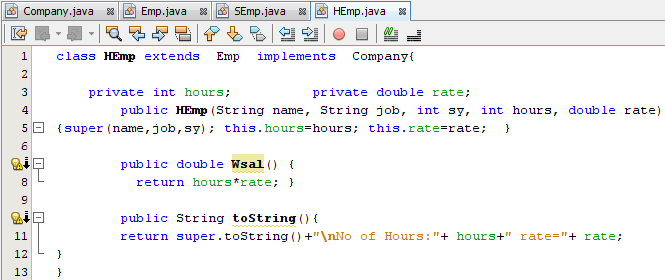 Company.java Emp.java SEmp.java HEmp.java
1 class HEmp extends Emp implements Company{
2
3 private int hours; private double rate;
4 public HEmp(String name, String job, int sy, int hours, double rate)
5 {super(name,job,sy); this.hours=hours; this.rate=rate; }
6
public double Wsal() {
8 return hours*rate; }
9
public String toString(){
11 return super.toString()+"\nNo of Hours:"+ hours+" rate="+ rate;
12 }
13 }